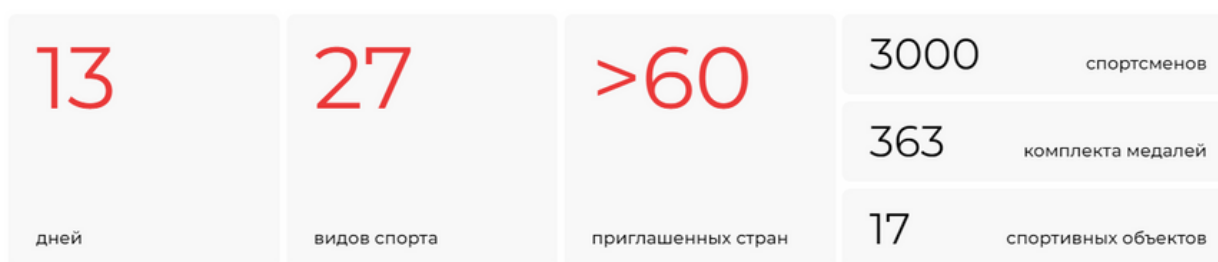 13
дней
27
видов спорта
>60
приглашенных стран
3000 спортсменов
363 комплекта медалей
17 спортивных объектов